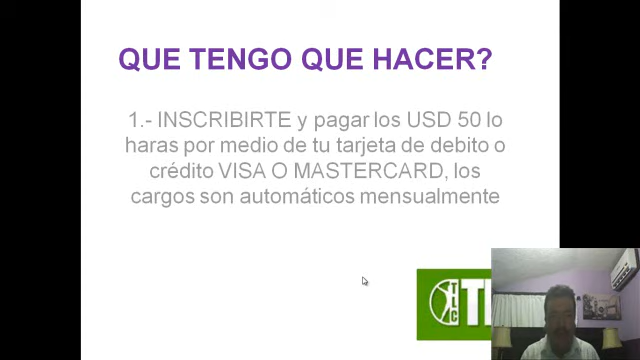 QUE TENGO QUE HACER?
1.- INSCRIBIRTE y pagar los USD 50 lo
haras por medio de tu tarjeta de debito o
crédito VISA O MASTERCARD, los
cargos son automáticos mensualmente
TLC